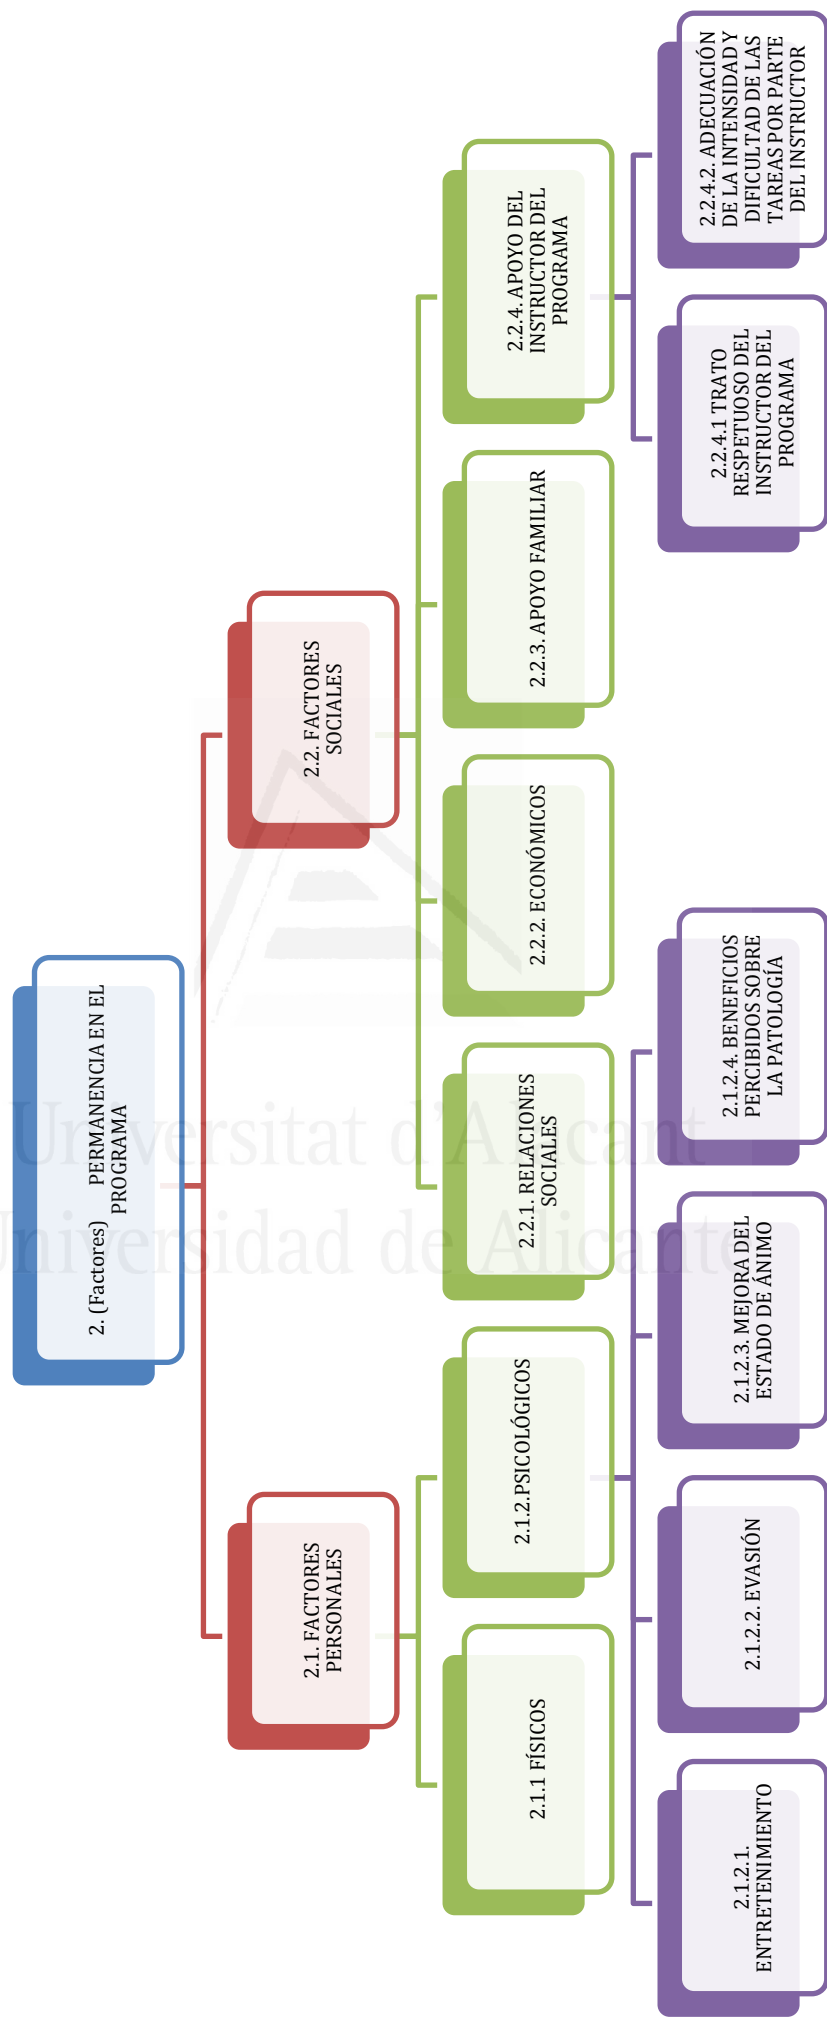 2. (Factores) PERMANENCIA EN EL
PROGRAMA
2.1. FACTORES
PERSONALES
2.2. FACTORES
SOCIALES
2.1.1 FÍSICOS
2.1.2.PSICOLÓGICOS
2.2.1. RELACIONES
SOCIALES
2.2.2. ECONÓMICOS
2.2.3. APOYO FAMILIAR
2.2.4. APOYO DEL
INSTRUCTOR DEL
PROGRAMA
2.1.2.1.
ENTRETENIMIENTO
2.1.2.2. EVASIÓN
2.1.2.3. MEJORA DEL
ESTADO DE ÁNIMO
2.1.2.4. BENEFICIOS
PERCIBIDOS SOBRE
LA PATOLOGÍA
2.2.4.1 TRATO
RESPETUOSO DEL
INSTRUCTOR DEL
PROGRAMA
2.2.4.2. ADECUACIÓN
DE LA INTENSIDAD Y
DIFICULTAD DE LAS
TAREAS POR PARTE
DEL INSTRUCTOR
Universitat d'Alacant
Universidad de Alicante